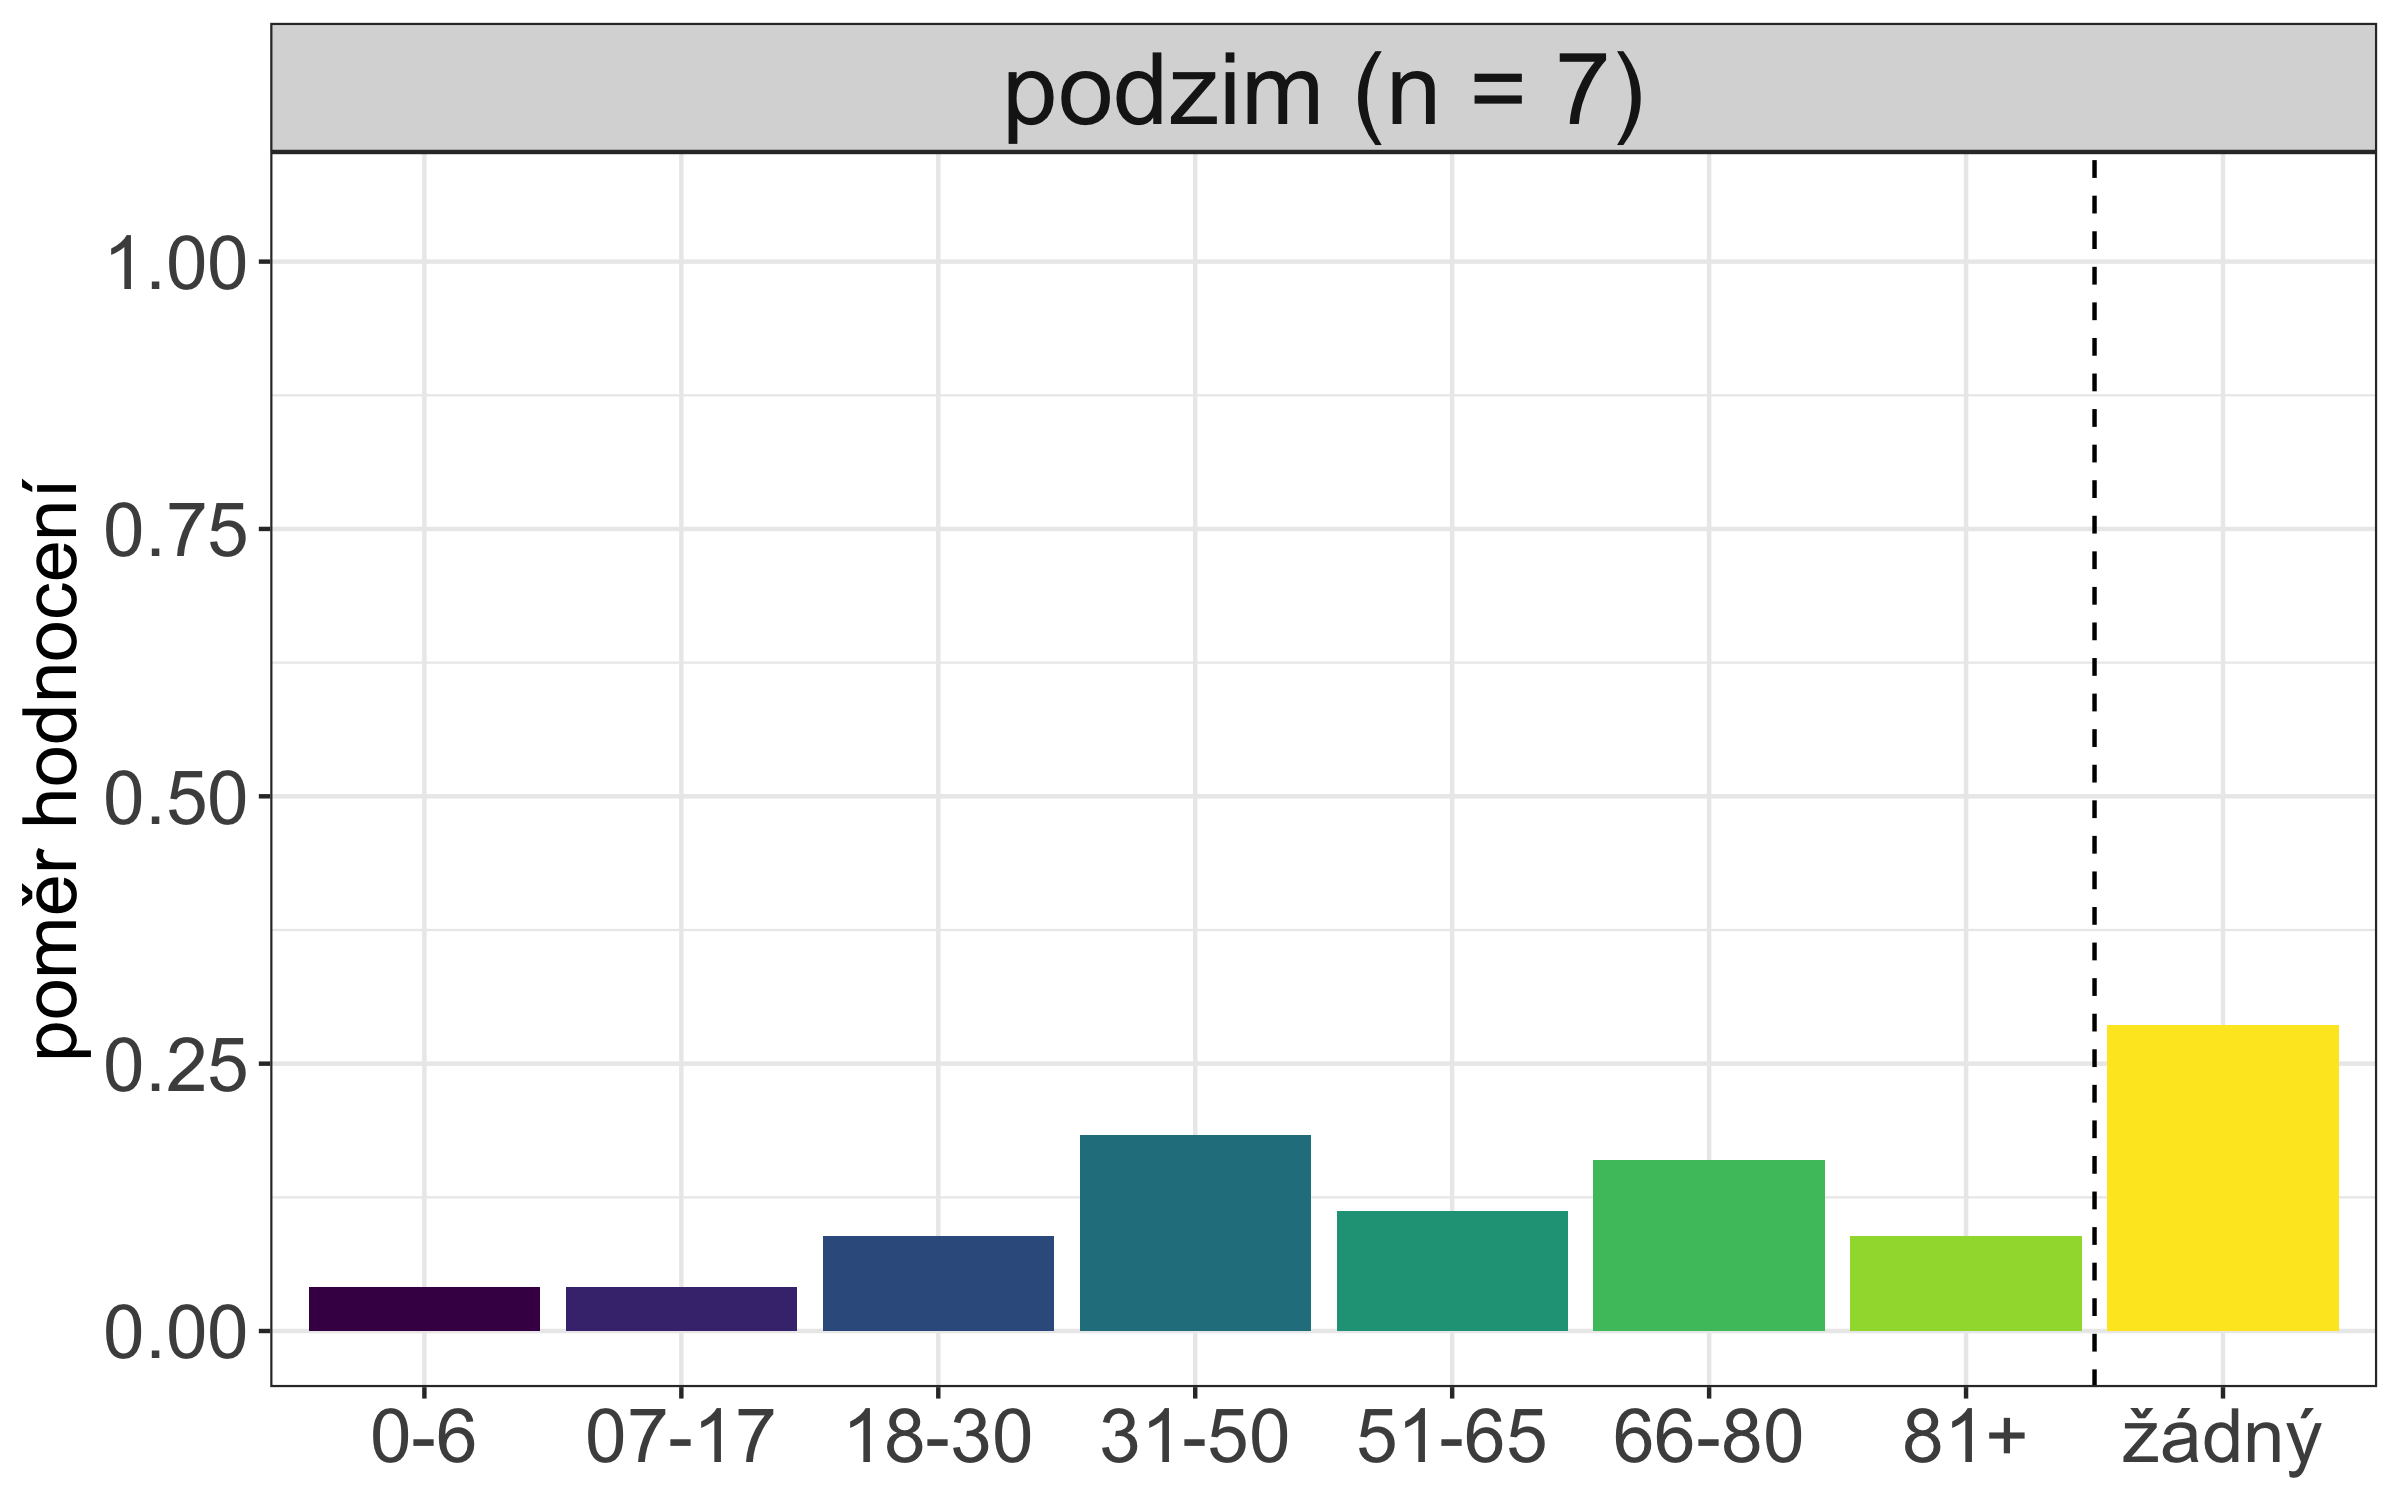 podzim (n = 7)
poměr hodnocení
1.00
0.75
0.50
0.25
0.00
0-6 07-17 18-30 31-50 51-65 66-80 81+ žádný